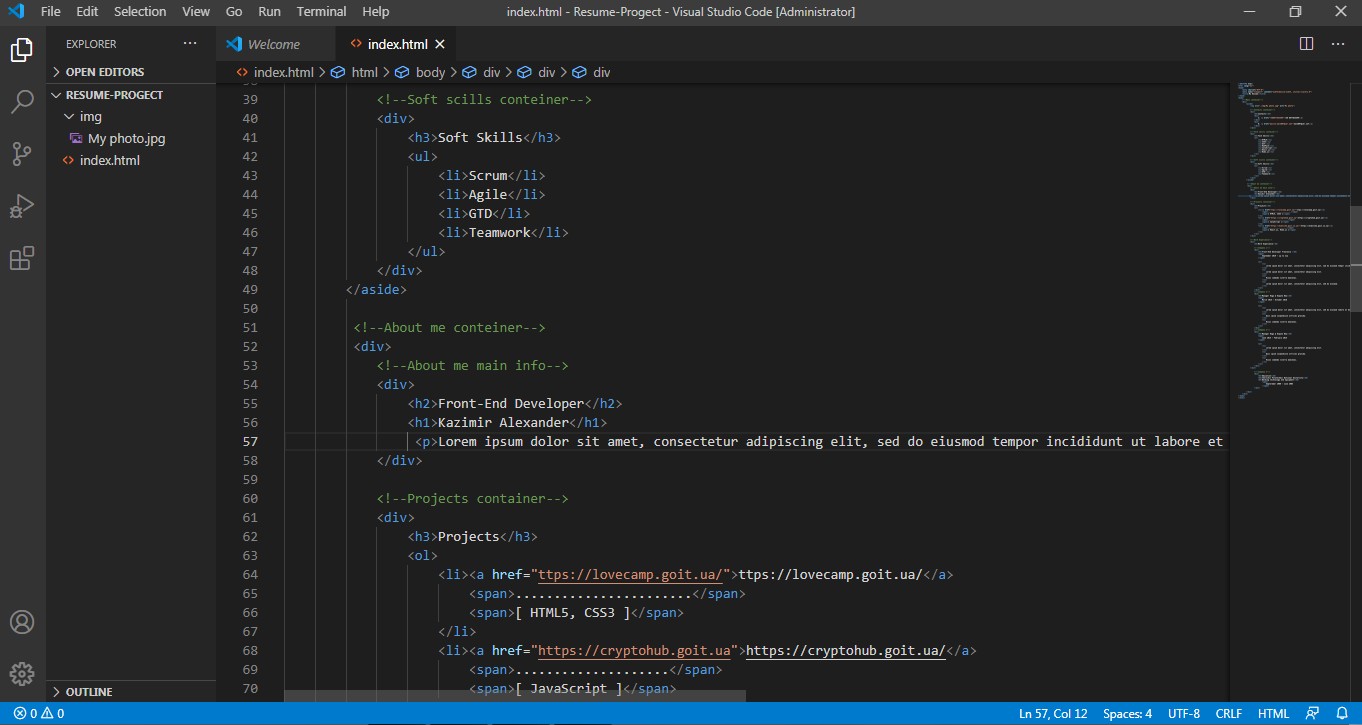 File Edit Selection View Go Run Terminal Help index.html - Resume-Progect - Visual Studio Code [Administrator]
EXPLORER ... Welcome index.html
OPEN EDITORS
index.html > html > body > div > div > div
RESUME-PROGECT
img
My photo.jpg
index.html
39 <!--Soft scills conteiner-->
40 <div>
41 <h3>Soft Skills</h3>
42 <ul>
43 <li>Scrum</li>
44 <li>Agile</li>
45 <li>GTD</li>
46 <li>Teamwork</li>
47 </ul>
48 </div>
49 </aside>
50
51 <!--About me conteiner-->
52 <div>
53 <!--About me main info-->
54 <div>
55 <h2>Front-End Developer</h2>
56 <h1>Kazimir Alexander</h1>
57 <p>Lorem ipsum dolor sit amet, consectetur adipiscing elit, sed do eiusmod tempor incididunt ut labore et
58 </div>
59
60 <!--Projects container-->
61 <div>
62 <h3>Projects</h3>
63 <ol>
64 <li><a href="ttps://lovecamp.goit.ua/">ttps://lovecamp.goit.ua/</a>
65 <span>.......................</span>
66 <span>[ HTML5, CSS3 ]</span>
67 </li>
68 <li><a href="https://cryptohub.goit.ua">https://cryptohub.goit.ua/</a>
69 <span>....................</span>
70 <span>[ JavaScript ]</span>
OUTLINE
0 0 Ln 57, Col 12 Spaces: 4 UTF-8 CRLF HTML